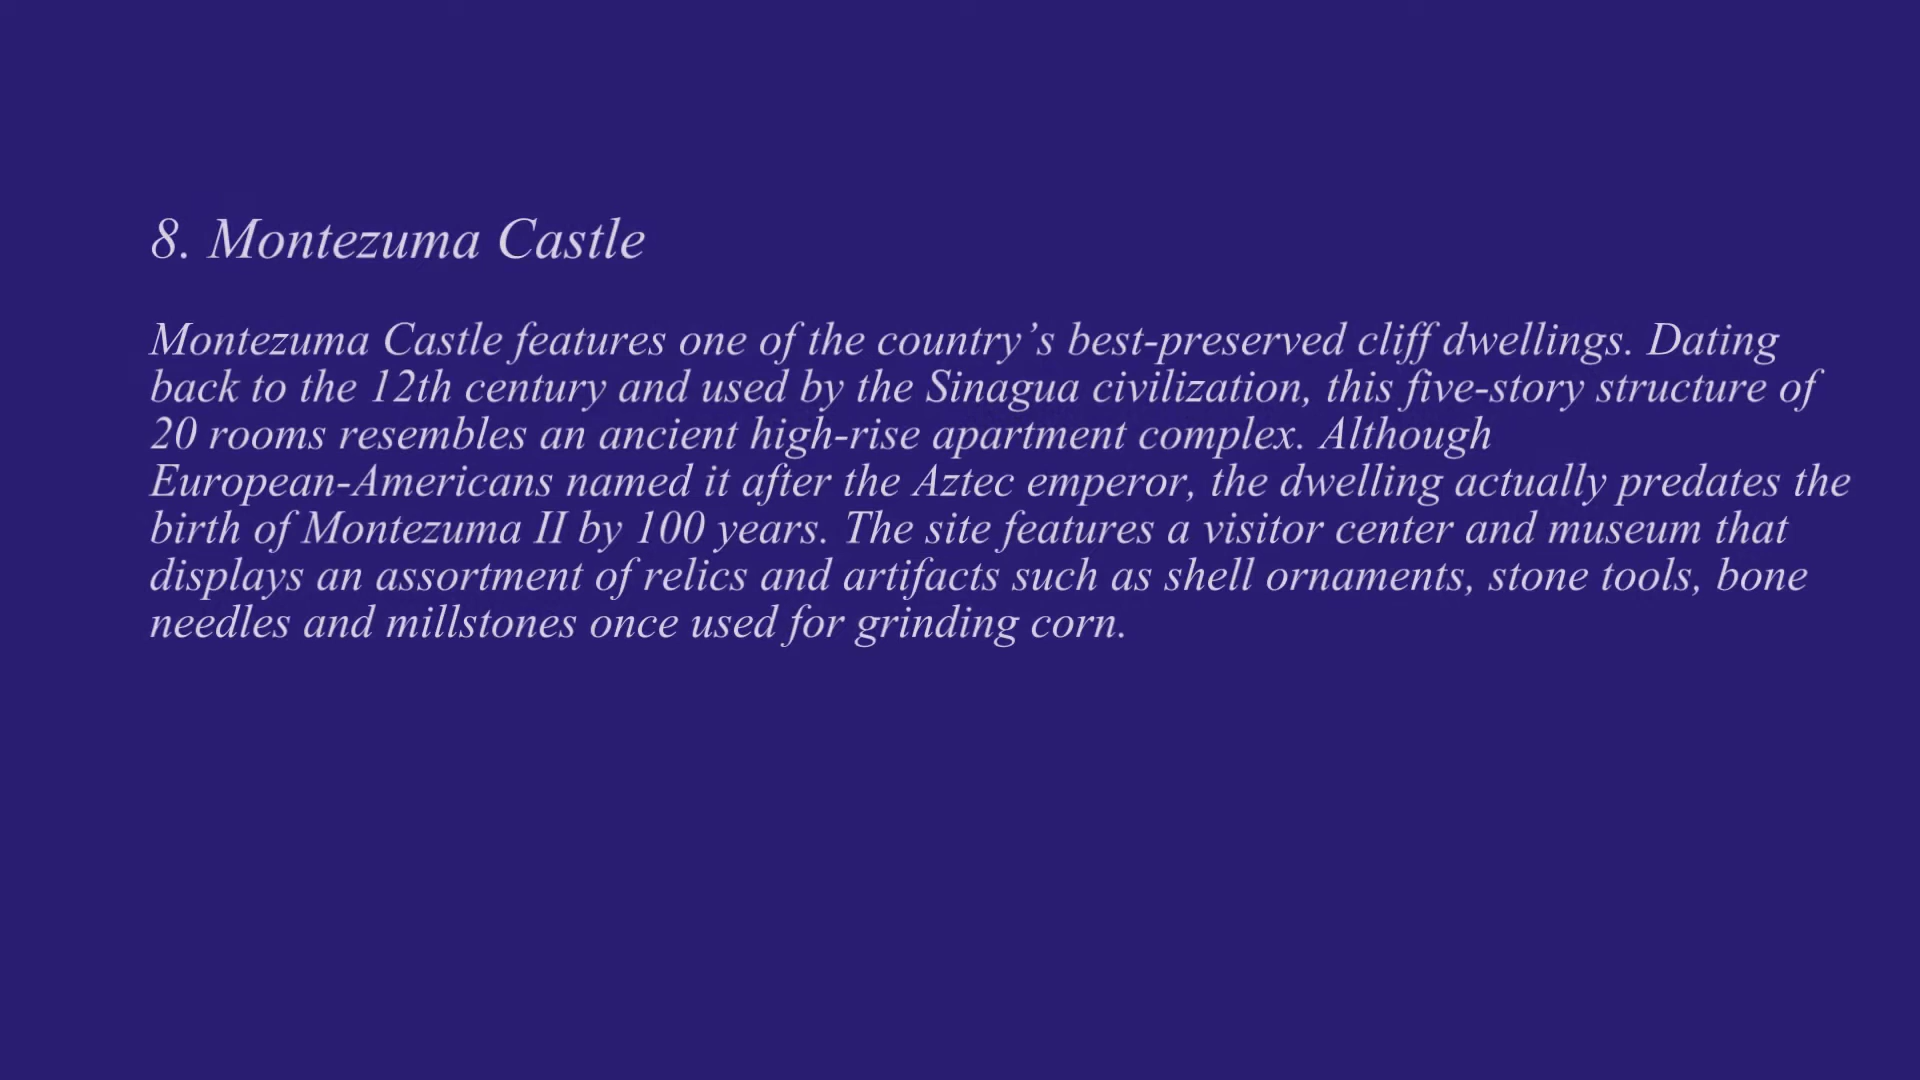 8. Montezuma Castle
Montezuma Castle features one of the country’s best-preserved cliff dwellings. Dating
back to the 12th century and used by the Sinagua civilization, this five-story structure of
20 rooms resembles an ancient high-rise apartment complex. Although
European-Americans named it after the Aztec emperor, the dwelling actually predates the
birth of Montezuma II by 100 years. The site features a visitor center and museum that
displays an assortment of relics and artifacts such as shell ornaments, stone tools, bone
needles and millstones once used for grinding corn.